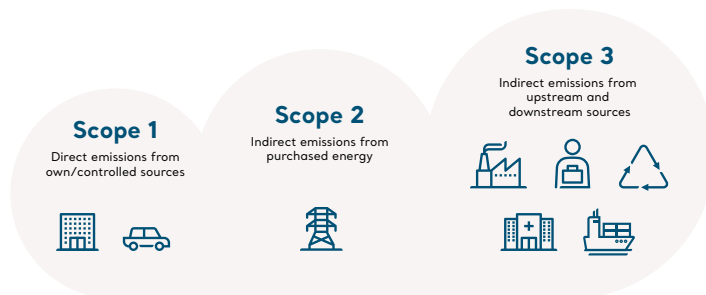 Scope 1
Direct emissions from
own/controlled sources
Scope 2
Indirect emissions from
purchased energy
Scope 3
Indirect emissions from
upstream and
downstream sources